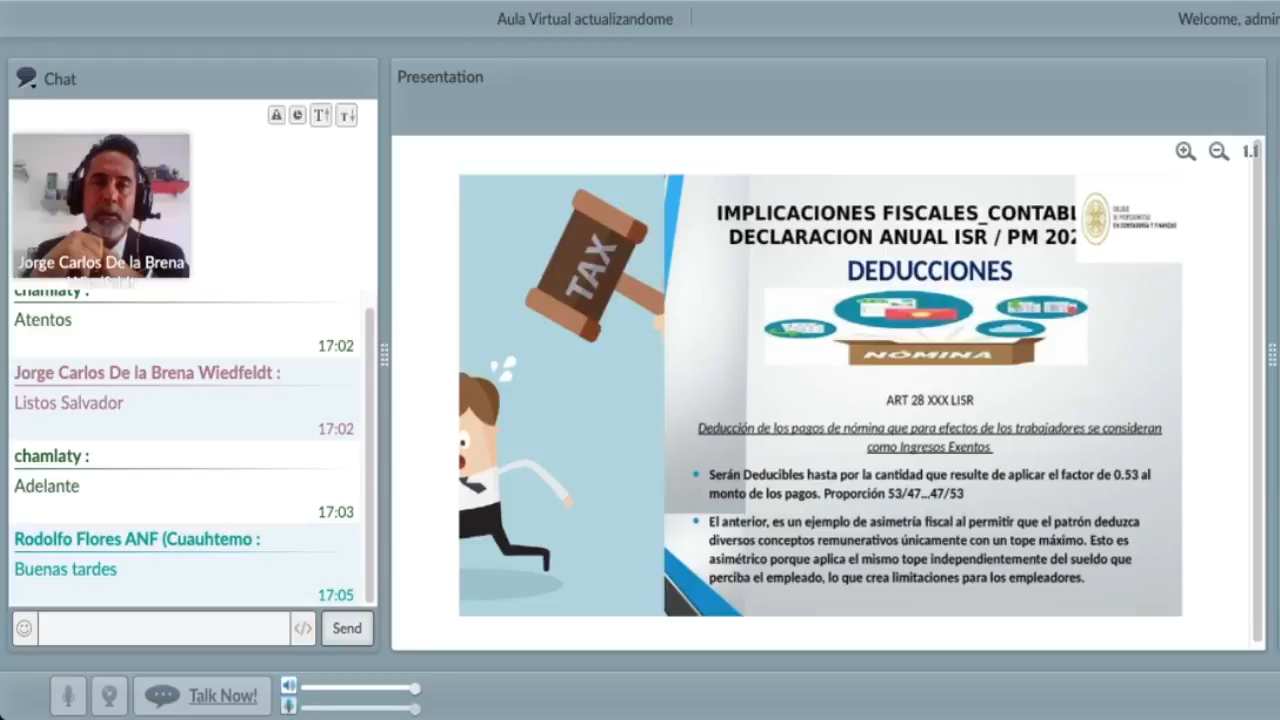 Aula Virtual actualizandome
Welcome, admin
Chat
Presentation
Jorge Carlos De la Brena
Wiedfeldt
chamlaty :
Atentos
17:02
Jorge Carlos De la Brena Wiedfeldt :
Listos Salvador
17:02
chamlaty :
Adelante
17:03
Rodolfo Flores ANF (Cuauhtemo :
Buenas tardes
17:05
Send
Talk Now!
1.1
TAX
IMPLICACIONES FISCALES_CONTABL
DECLARACION ANUAL ISR / PM 202
DEDUCCIONES
NÓMINA
ART 28 XXX LISR
Deducción de los pagos de nómina que para efectos de los trabajadores se consideran
como Ingresos Exentos.
• Serán Deducibles hasta por la cantidad que resulte de aplicar el factor de 0.53 al
monto de los pagos. Proporción 53/47...47/53
• El anterior, es un ejemplo de asimetría fiscal al permitir que el patrón deduzca
diversos conceptos remunerativos únicamente con un tope máximo. Esto es
asimétrico porque aplica el mismo tope independientemente del sueldo que
perciba el empleado, lo que crea limitaciones para los empleadores.